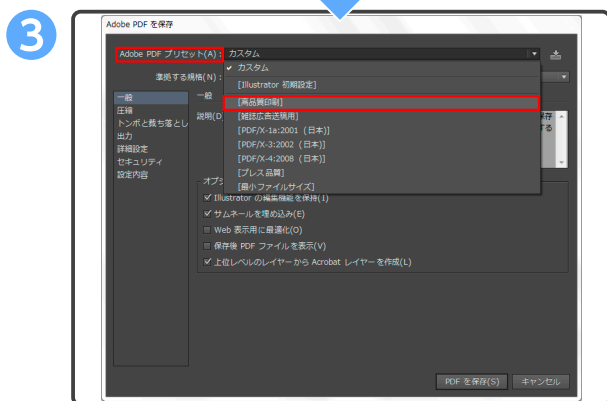 3
Adobe PDF を保存
Adobe PDF プリセット(A)： カスタム
✓ カスタム
準拠する規格(N)：
[Illustrator 初期設定]
[高品質印刷]
[雑誌広告送稿用]
[PDF/X-1a:2001 (日本)]
[PDF/X-3:2002 (日本)]
[PDF/X-4:2008 (日本)]
[プレス品質]
[最小ファイルサイズ]
一般
圧縮
トンボと裁ち落とし
出力
詳細設定
セキュリティ
設定内容
一般
説明(D
保存
する
オプシ
Illustrator の編集機能を保持(I)
サムネールを埋め込み(E)
Web 表示用に最適化(O)
保存後 PDF ファイルを表示(V)
上位レベルのレイヤーから Acrobat レイヤーを作成(L)
PDF を保存(S) キャンセル